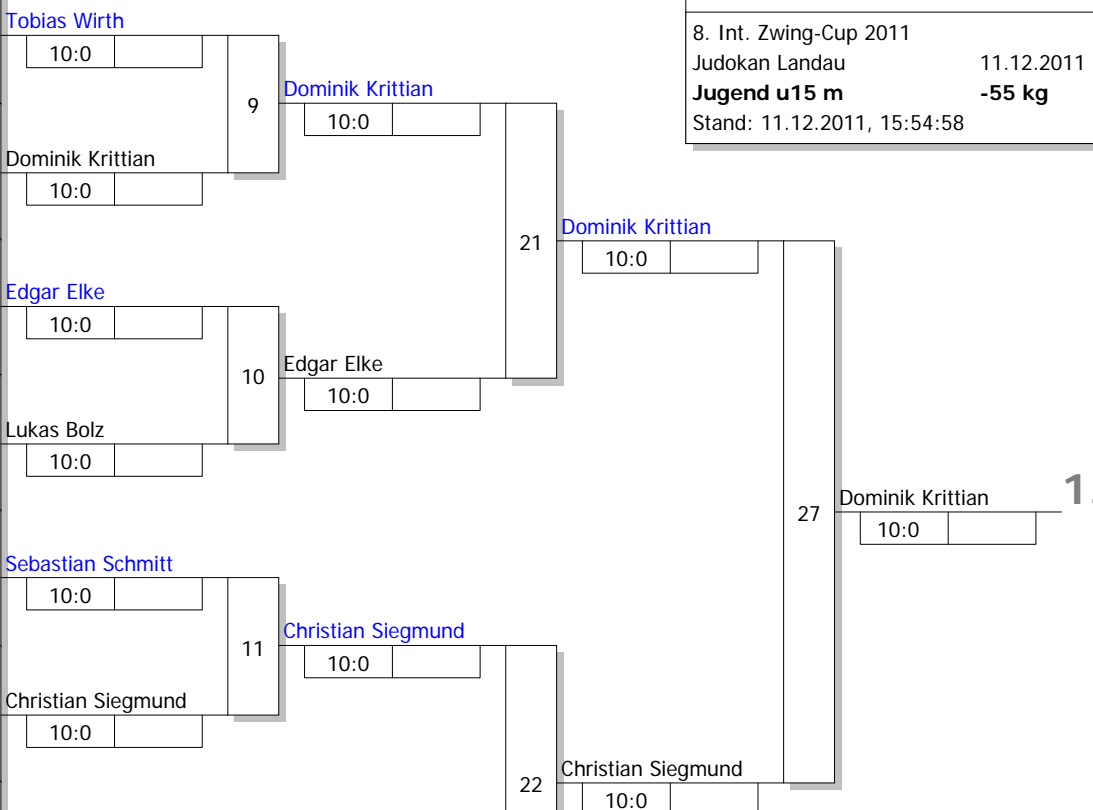 Tobias Wirth
10:0
8. Int. Zwing-Cup 2011
Judokan Landau 11.12.2011
Jugend u15 m -55 kg
Stand: 11.12.2011, 15:54:58
9
Dominik Krittian
10:0
Dominik Krittian
10:0
21
Dominik Krittian
10:0
Edgar Elke
10:0
10
Edgar Elke
10:0
Lukas Bolz
10:0
27
Dominik Krittian
1.
10:0
Sebastian Schmitt
10:0
11
Christian Siegmund
10:0
Christian Siegmund
10:0
22
Christian Siegmund
10:0